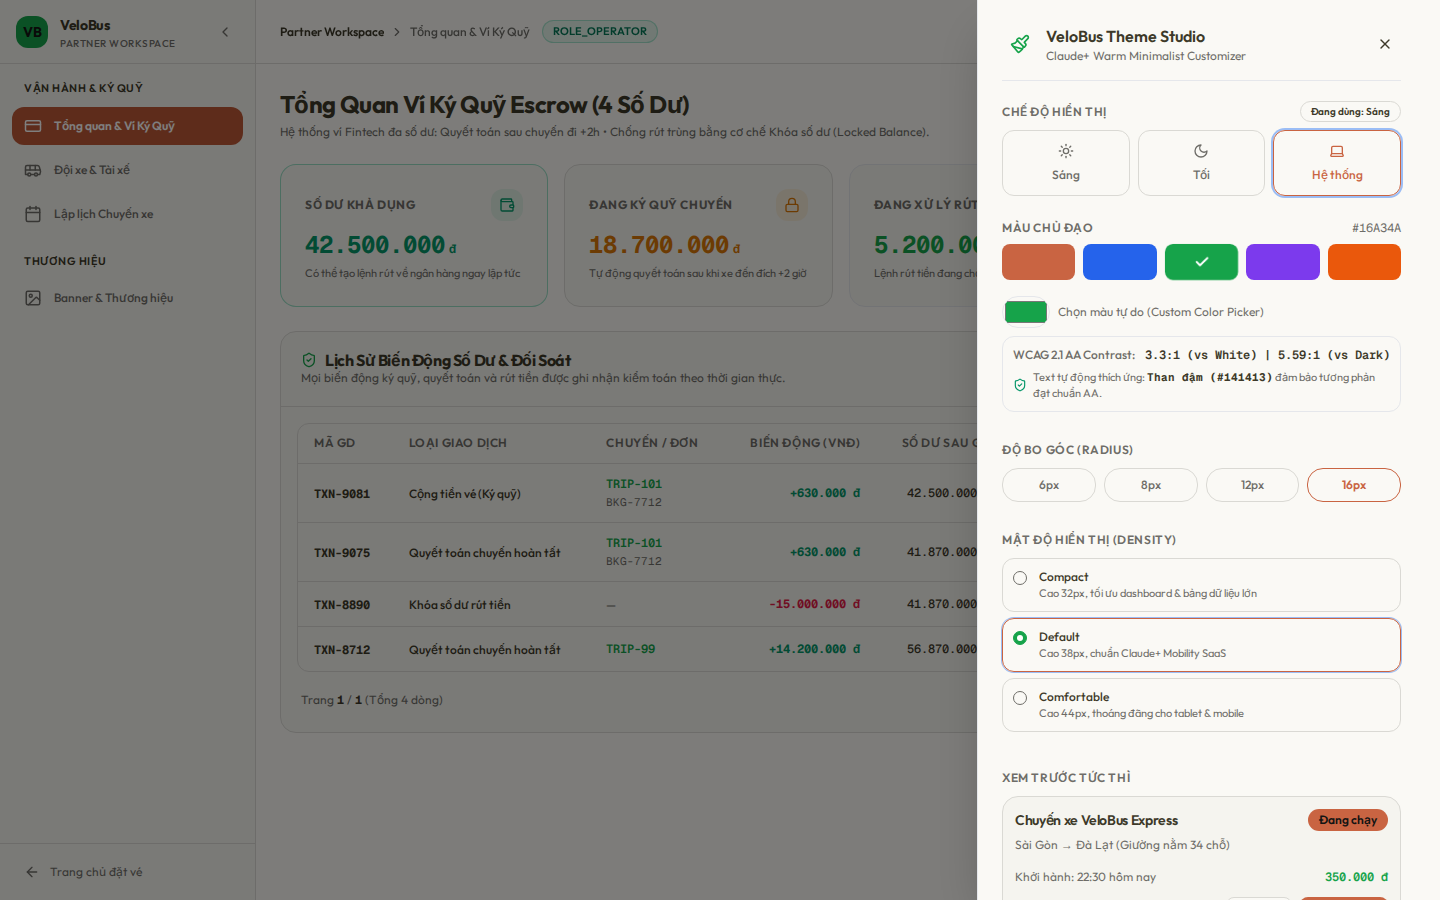 VB
VeloBus
PARTNER WORKSPACE
VẬN HÀNH & KÝ QUỸ
Tổng quan & Ví Ký Quỹ
Đội xe & Tài xế
Lập lịch Chuyến xe
THƯƠNG HIỆU
Banner & Thương hiệu
Trang chủ đặt vé
Partner Workspace > Tổng quan & Ví Ký Quỹ ROLE_OPERATOR
Tổng Quan Ví Ký Quỹ Escrow (4 Số Dư)
Hệ thống ví Fintech đa số dư: Quyết toán sau chuyến đi +2h • Chống rút trùng bằng cơ chế Khóa số dư (Locked Balance).
SỐ DƯ KHẢ DỤNG
42.500.000 đ
Có thể tạo lệnh rút về ngân hàng ngay lập tức
ĐANG KÝ QUỸ CHUYẾN
18.700.000 đ
Tự động quyết toán sau khi xe đến đích +2 giờ
ĐANG XỬ LÝ RÚT
5.200.00
Lệnh rút tiền đang ch
Lịch Sử Biến Động Số Dư & Đối Soát
Mọi biến động ký quỹ, quyết toán và rút tiền được ghi nhận kiểm toán theo thời gian thực.
MÃ GD LOẠI GIAO DỊCH CHUYẾN / ĐƠN BIẾN ĐỘNG (VNĐ) SỐ DƯ SAU G
TXN-9081 Cộng tiền vé (Ký quỹ) TRIP-101 +630.000 đ 42.500.000
BKG-7712
TXN-9075 Quyết toán chuyến hoàn tất TRIP-101 +630.000 đ 41.870.000
BKG-7712
TXN-8890 Khóa số dư rút tiền — -15.000.000 đ 41.870.000
TXN-8712 Quyết toán chuyến hoàn tất TRIP-99 +14.200.000 đ 56.870.000
Trang 1 / 1 (Tổng 4 dòng)
VeloBus Theme Studio
Claude+ Warm Minimalist Customizer
CHẾ ĐỘ HIỂN THỊ Đang dùng: Sáng
Sáng Tối Hệ thống
MÀU CHỦ ĐẠO #16A34A
Chọn màu tự do (Custom Color Picker)
WCAG 2.1 AA Contrast: 3.3:1 (vs White) | 5.59:1 (vs Dark)
Text tự động thích ứng: Than đậm (#141413) đảm bảo tương phản
đạt chuẩn AA.
ĐỘ BO GÓC (RADIUS)
6px 8px 12px 16px
MẬT ĐỘ HIỂN THỊ (DENSITY)
Compact
Cao 32px, tối ưu dashboard & bảng dữ liệu lớn
Default
Cao 38px, chuẩn Claude+ Mobility SaaS
Comfortable
Cao 44px, thoáng đãng cho tablet & mobile
XEM TRƯỚC TỨC THÌ
Chuyến xe VeloBus Express Đang chạy
Sài Gòn → Đà Lạt (Giường nằm 34 chỗ)
Khởi hành: 22:30 hôm nay 350.000 đ